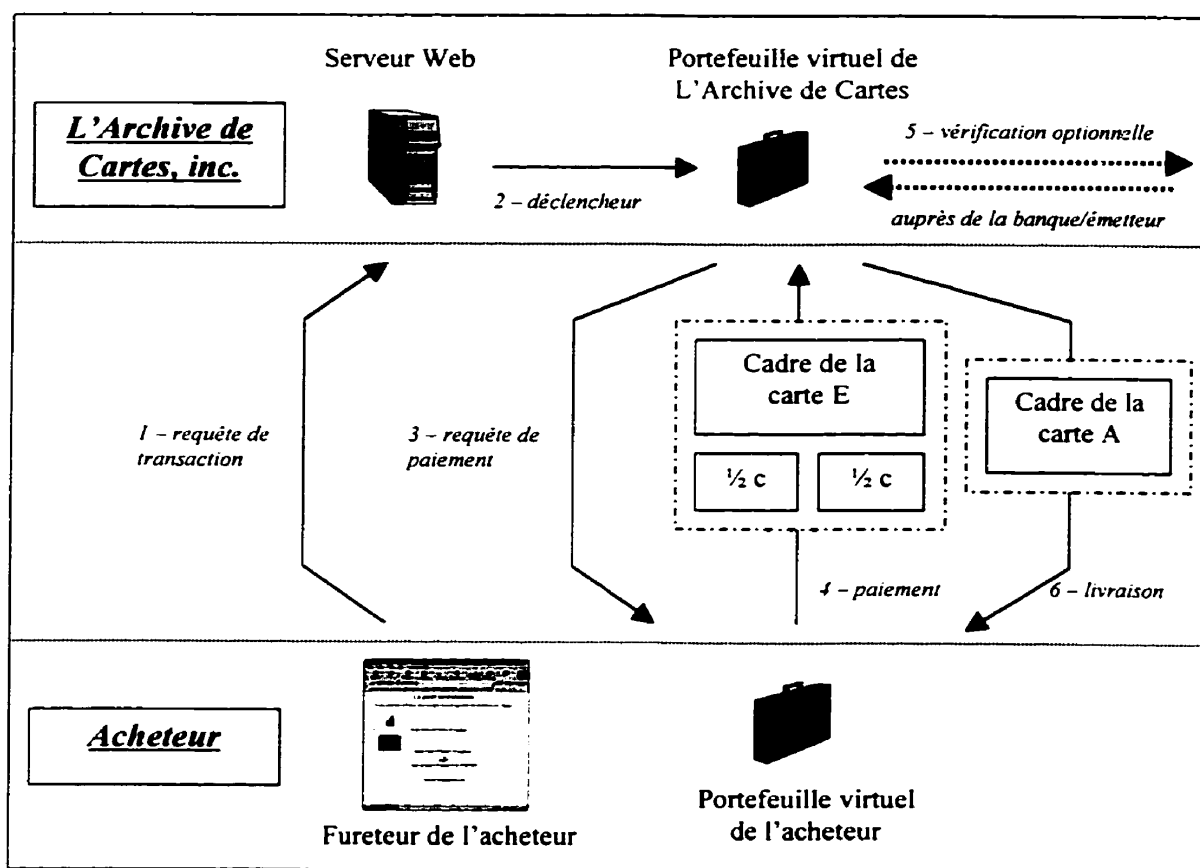 Serveur Web
Portefeuille virtuel de
L'Archive de Cartes
L'Archive de
Cartes, inc.
5 – vérification optionnelle
2 – déclencheur
auprès de la banque/émetteur
Cadre de la
carte E
Cadre de la
carte A
1 – requête de
transaction
3 – requête de
paiement
½ c
½ c
4 – paiement
6 – livraison
Acheteur
Fureteur de l'acheteur
Portefeuille virtuel
de l'acheteur